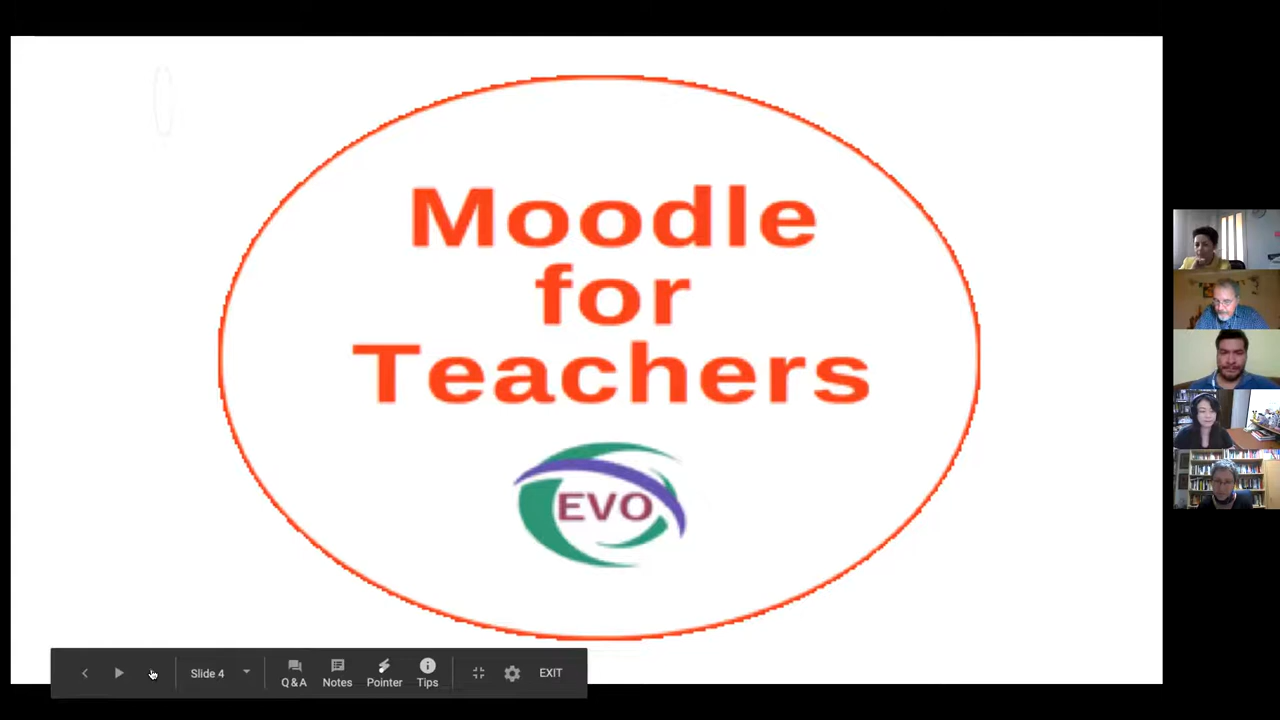 Moodle
for
Teachers
EVO
Slide 4
Q&A
Notes
Pointer
Tips
EXIT